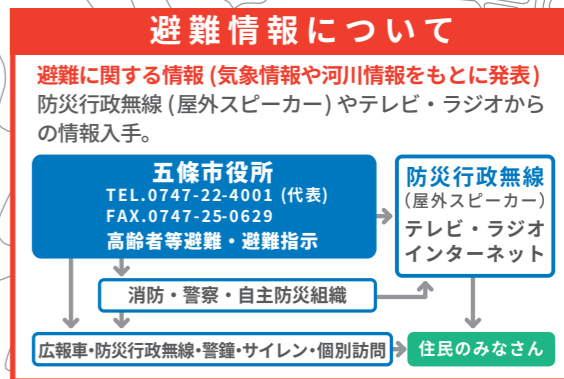 避難情報について
避難に関する情報(気象情報や河川情報をもとに発表)
防災行政無線(屋外スピーカー)やテレビ・ラジオから
の情報入手。
五條市役所
TEL.0747-22-4001 (代表)
FAX.0747-25-0629
高齢者等避難・避難指示
防災行政無線
(屋外スピーカー)
テレビ・ラジオ
インターネット
消防・警察・自主防災組織
広報車・防災行政無線・警鐘・サイレン・個別訪問
住民のみなさん